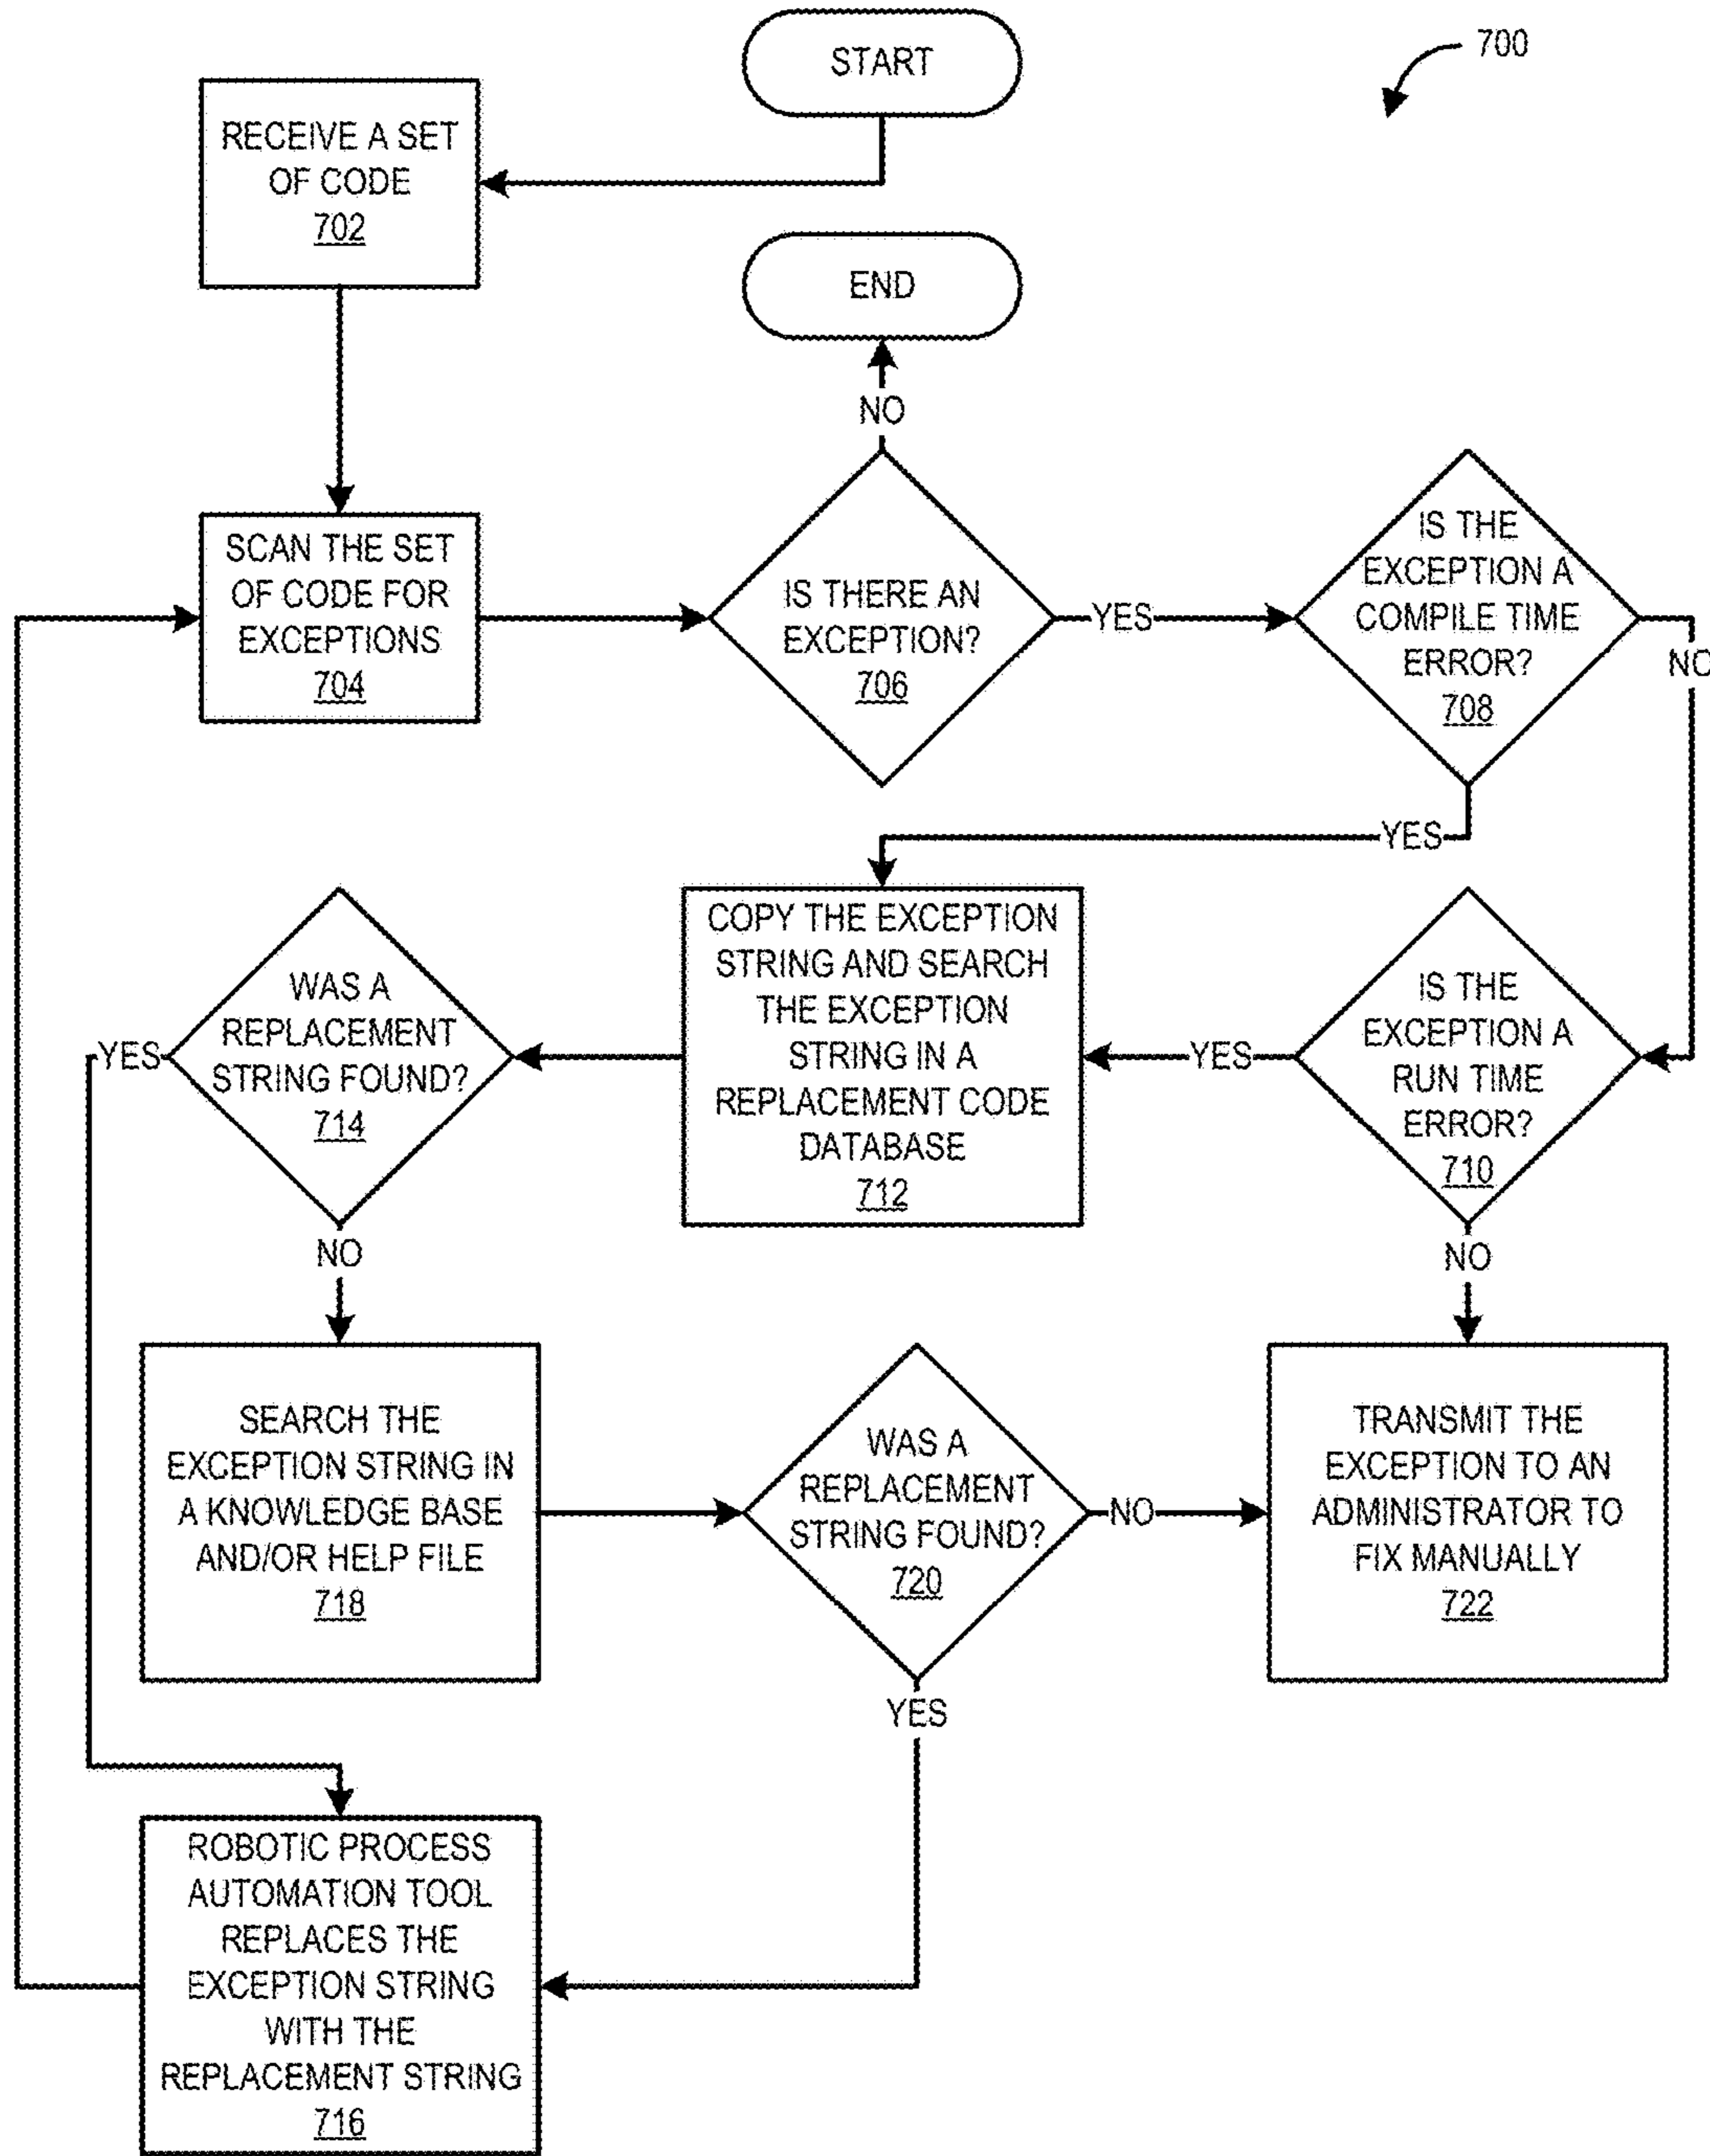 START
700
RECEIVE A SET
OF CODE
702
END
NO
SCAN THE SET
OF CODE FOR
EXCEPTIONS
704
IS THERE AN
EXCEPTION?
706
YES
IS THE
EXCEPTION A
COMPILE TIME
ERROR?
708
NO
YES
COPY THE EXCEPTION
STRING AND SEARCH
THE EXCEPTION
STRING IN A
REPLACEMENT CODE
DATABASE
712
WAS A
REPLACEMENT
STRING FOUND?
714
YES
NO
YES
IS THE
EXCEPTION A
RUN TIME
ERROR?
710
NO
SEARCH THE
EXCEPTION STRING IN
A KNOWLEDGE BASE
AND/OR HELP FILE
718
WAS A
REPLACEMENT
STRING FOUND?
720
NO
YES
TRANSMIT THE
EXCEPTION TO AN
ADMINISTRATOR TO
FIX MANUALLY
722
ROBOTIC PROCESS
AUTOMATION TOOL
REPLACES THE
EXCEPTION STRING
WITH THE
REPLACEMENT STRING
716